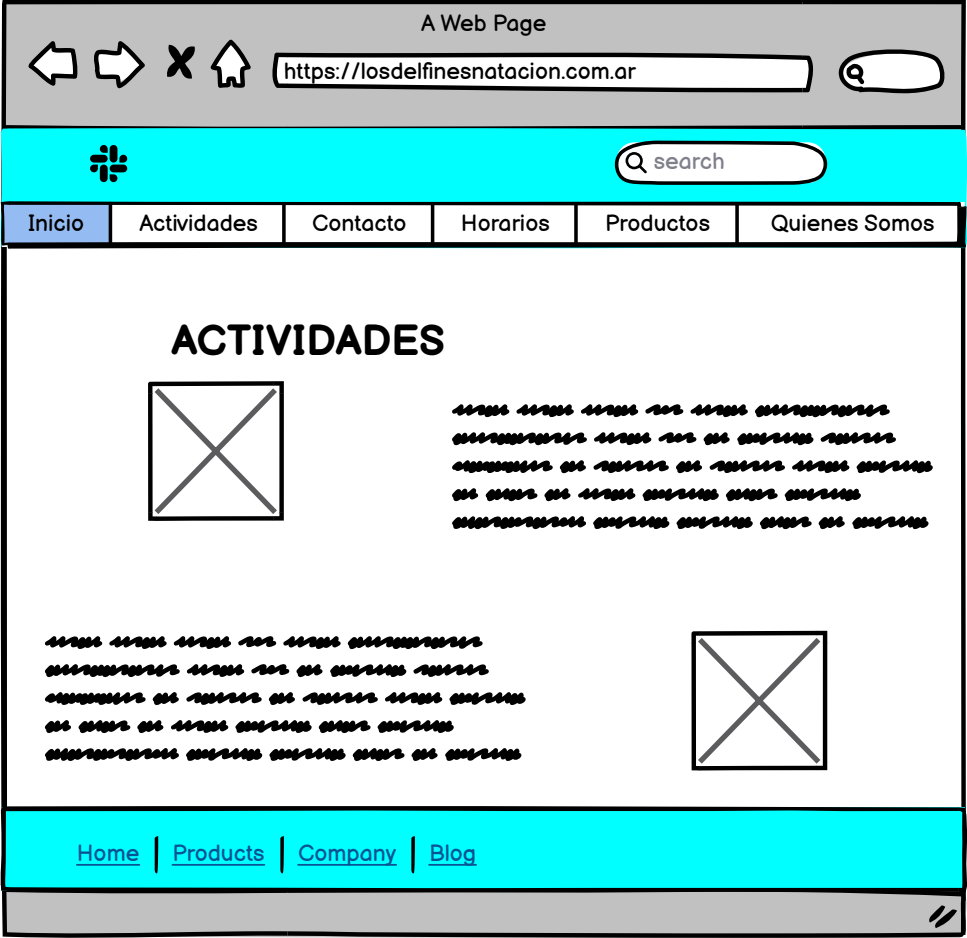 A Web Page
https://losdelfinesnatacion.com.ar
search
Inicio Actividades Contacto Horarios Productos Quienes Somos
ACTIVIDADES
Home Products Company Blog